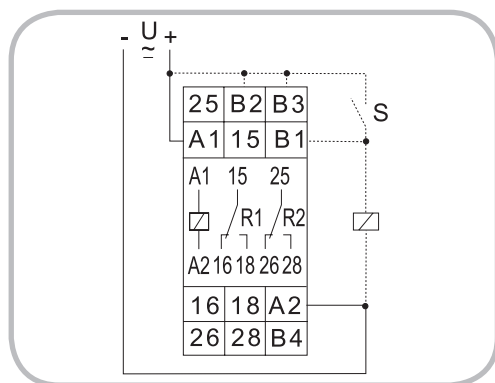 - U +
≃
25 B2 B3
S
A1 15 B1
A1 15 25
R1 R2
A2 16 18 26 28
16 18 A2
26 28 B4